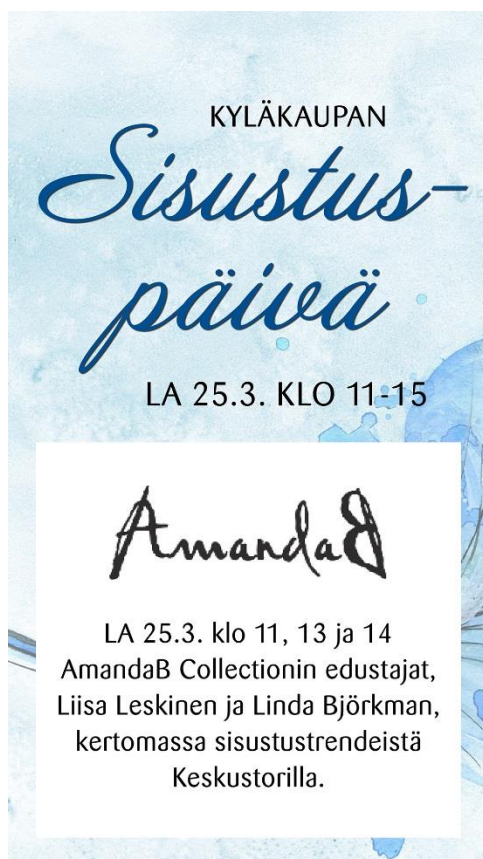 KYLÄKAUPAN
Sisustus-
päivä
LA 25.3. KLO 11-15
AmandaB
LA 25.3. klo 11, 13 ja 14
AmandaB Collectionin edustajat,
Liisa Leskinen ja Linda Björkman,
kertomassa sisustustrendeistä
Keskustorilla.